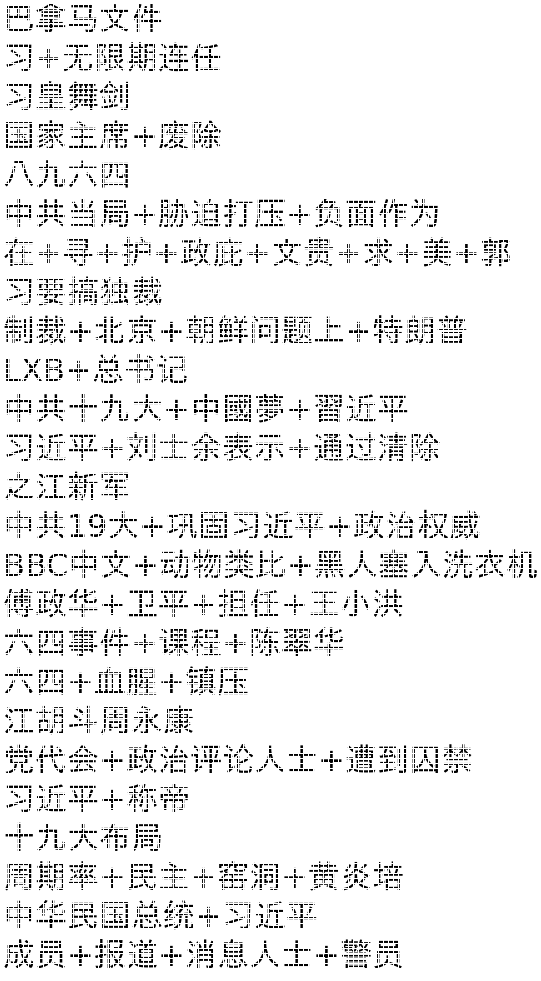 巴拿马文件
习+无限期连任
习皇舞剑
国家主席+废除
八九六四
中共当局+胁迫打压+负面作为
在+寻+护+政庇+文贵+求+美+郭
习要搞独裁
制裁+北京+朝鲜问题上+特朗普
LXB+总书记
中共十九大+中國夢+習近平
习近平+刘士余表示+通过清除
之江新军
中共19大+巩固习近平+政治权威
BBC中文+动物类比+黑人塞入洗衣机
傅政华+卫平+担任+王小洪
六四事件+课程+陈翠华
六四+血腥+镇压
江胡斗周永康
党代会+政治评论人士+遭到囚禁
习近平+称帝
十九大布局
周期率+民主+窑洞+黄炎培
中华民国总统+习近平
成员+报道+消息人士+警员